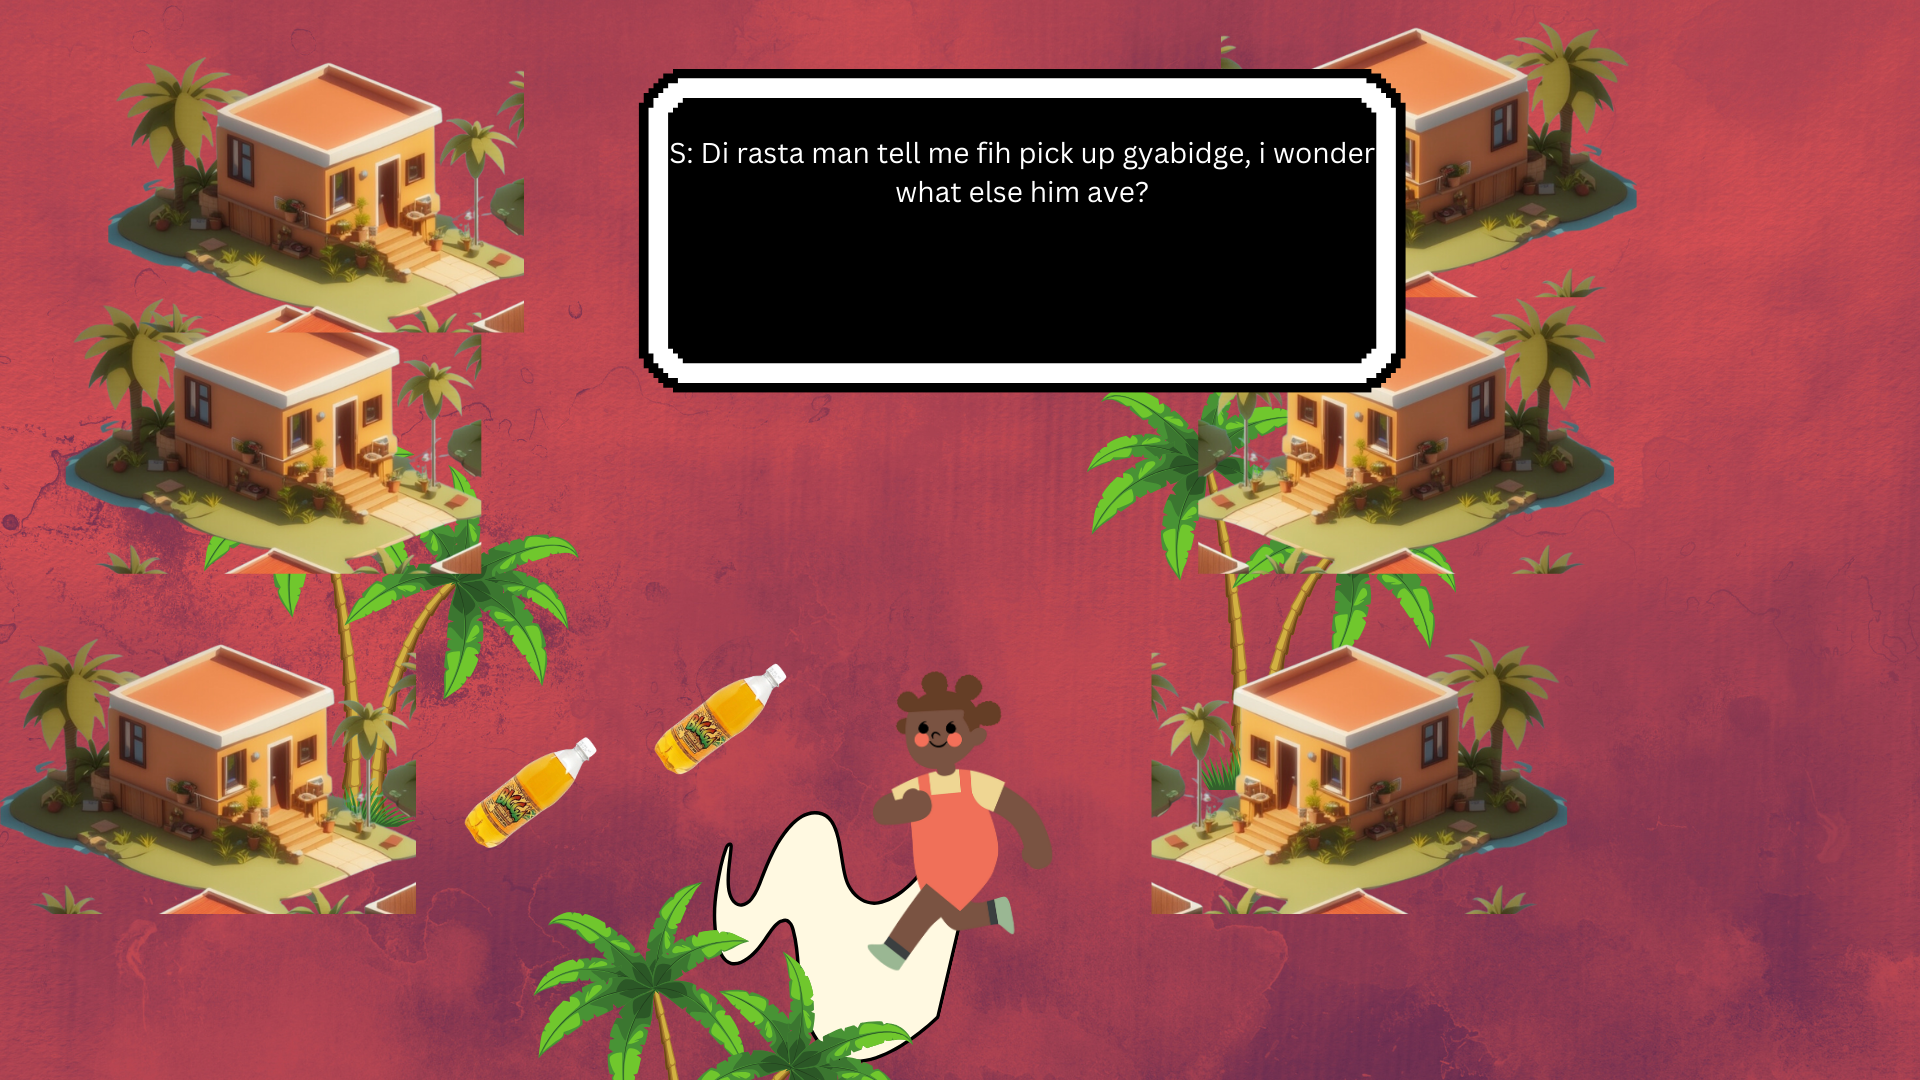 S: Di rasta man tell me fih pick up gyabidge, i wonder
what else him ave?